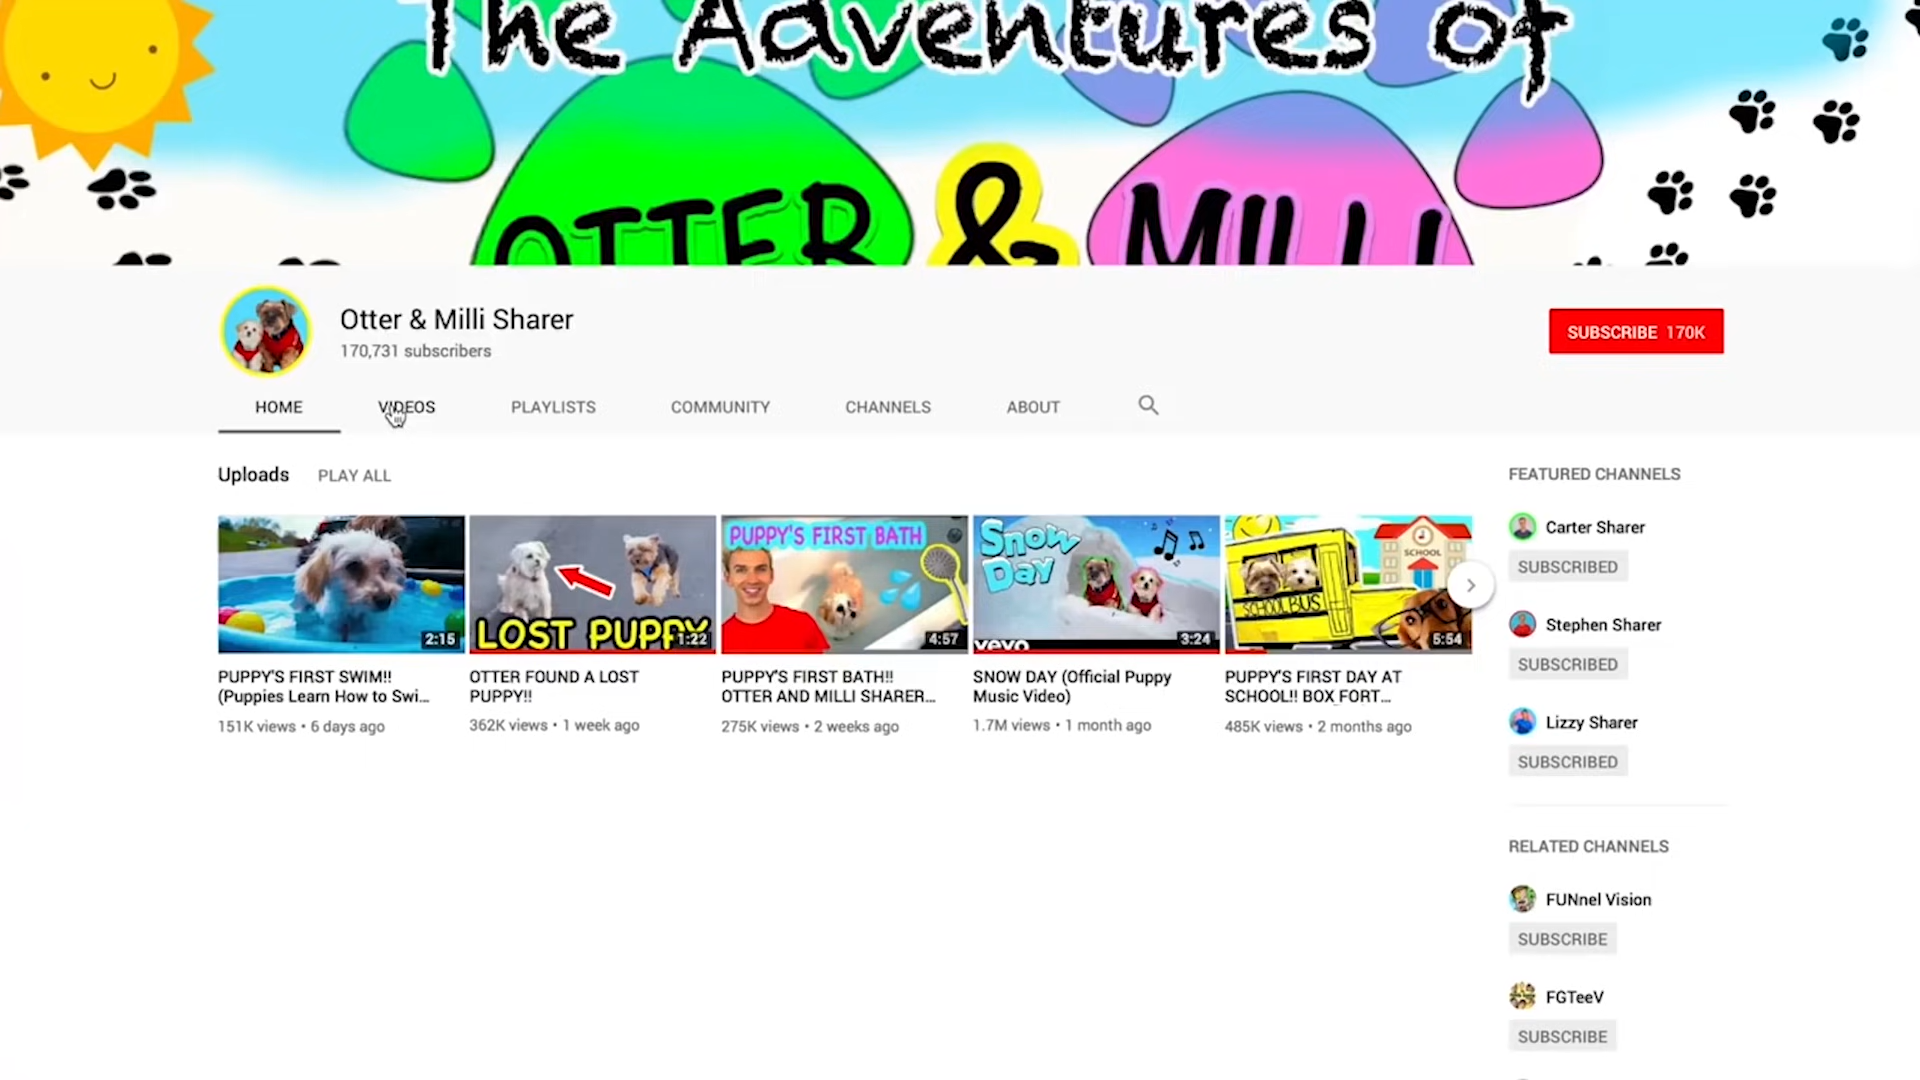 The Adventures of
OTTER & MILLI
Otter & Milli Sharer
170,731 subscribers
SUBSCRIBE 170K
HOME VIDEOS PLAYLISTS COMMUNITY CHANNELS ABOUT
Uploads PLAY ALL
2:15
LOST PUPPY
1:22
PUPPY'S FIRST BATH
4:57
Snow
Day
vevo
3:24
SCHOOL
SCHOOL BUS
5:54
PUPPY'S FIRST SWIM!!
(Puppies Learn How to Swi...
151K views • 6 days ago
OTTER FOUND A LOST
PUPPY!!
362K views • 1 week ago
PUPPY'S FIRST BATH!!
OTTER AND MILLI SHARER...
275K views • 2 weeks ago
SNOW DAY (Official Puppy
Music Video)
1.7M views • 1 month ago
PUPPY'S FIRST DAY AT
SCHOOL!! BOX FORT...
485K views • 2 months ago
FEATURED CHANNELS
Carter Sharer
SUBSCRIBED
Stephen Sharer
SUBSCRIBED
Lizzy Sharer
SUBSCRIBED
RELATED CHANNELS
FUNnel Vision
SUBSCRIBE
FGTeeV
SUBSCRIBE